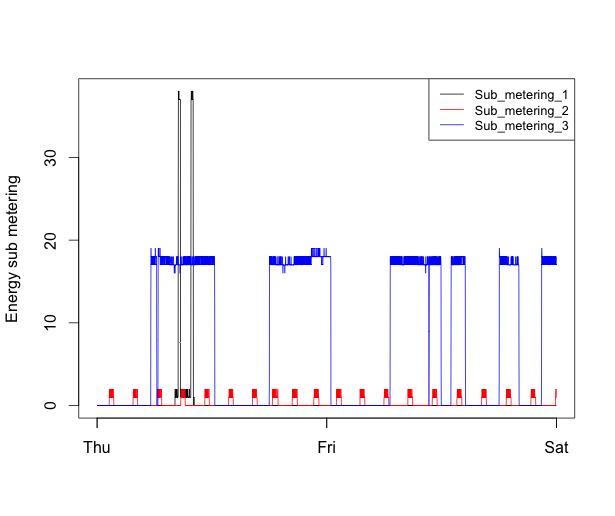 Sub_metering_1
Sub_metering_2
Sub_metering_3
Energy sub metering
30
20
10
0
Thu
Fri
Sat